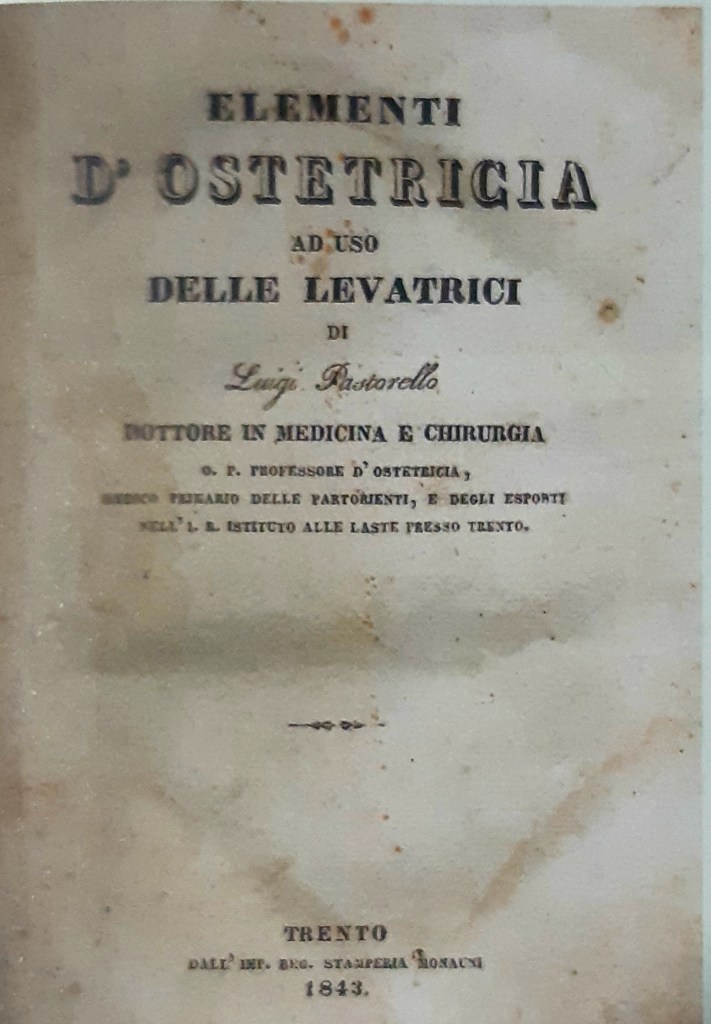 ELEMENTI
D' OSTETRICIA
AD USO
DELLE LEVATRICI
DI
Luigi Pastorello
DOTTORE IN MEDICINA E CHIRURGIA
O. P. PROFESSORE D' OSTETRICIA,
MEDICO PRIMARIO DELLE PARTORIENTI, E DEGLI ESPOSTI
NELL' I. R. ISTITUTO ALLE LASTE PRESSO TRENTO.
TRENTO
DALL' IMP. REG. STAMPERIA MONAUNI
1843.